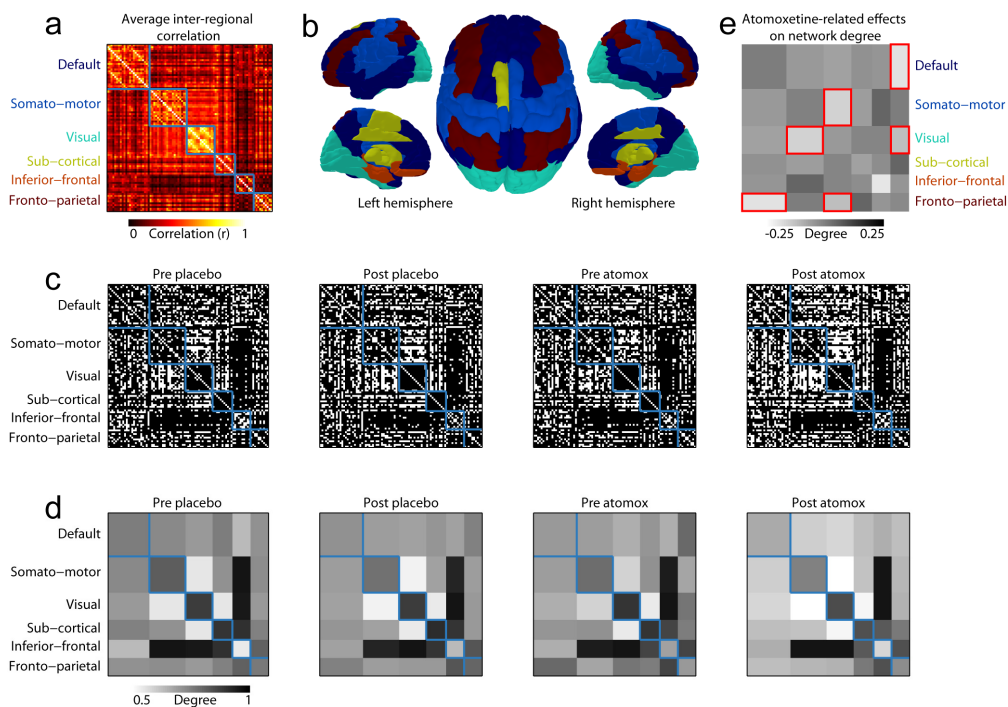 a
Average inter-regional
correlation
Default
Somato-motor
Visual
Sub-cortical
Inferior-frontal
Fronto-parietal
0 Correlation (r) 1
b
Left hemisphere
Right hemisphere
e
Atomoxetine-related effects
on network degree
Default
Somato-motor
Visual
Sub-cortical
Inferior-frontal
Fronto-parietal
-0.25 Degree 0.25
c
Pre placebo
Post placebo
Pre atomox
Post atomox
Default
Somato-motor
Visual
Sub-cortical
Inferior-frontal
Fronto-parietal
d
Pre placebo
Post placebo
Pre atomox
Post atomox
Default
Somato-motor
Visual
Sub-cortical
Inferior-frontal
Fronto-parietal
0.5 Degree 1